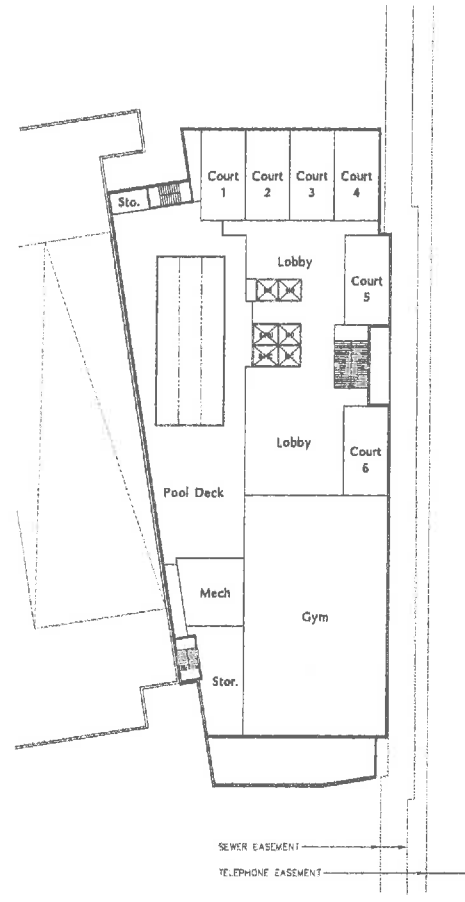 Court
1
Court
2
Court
3
Court
4
Sto.
Lobby
Court
5
Lobby
Court
6
Pool Deck
Mech
Gym
Stor.
SEWER EASEMENT
TELEPHONE EASEMENT